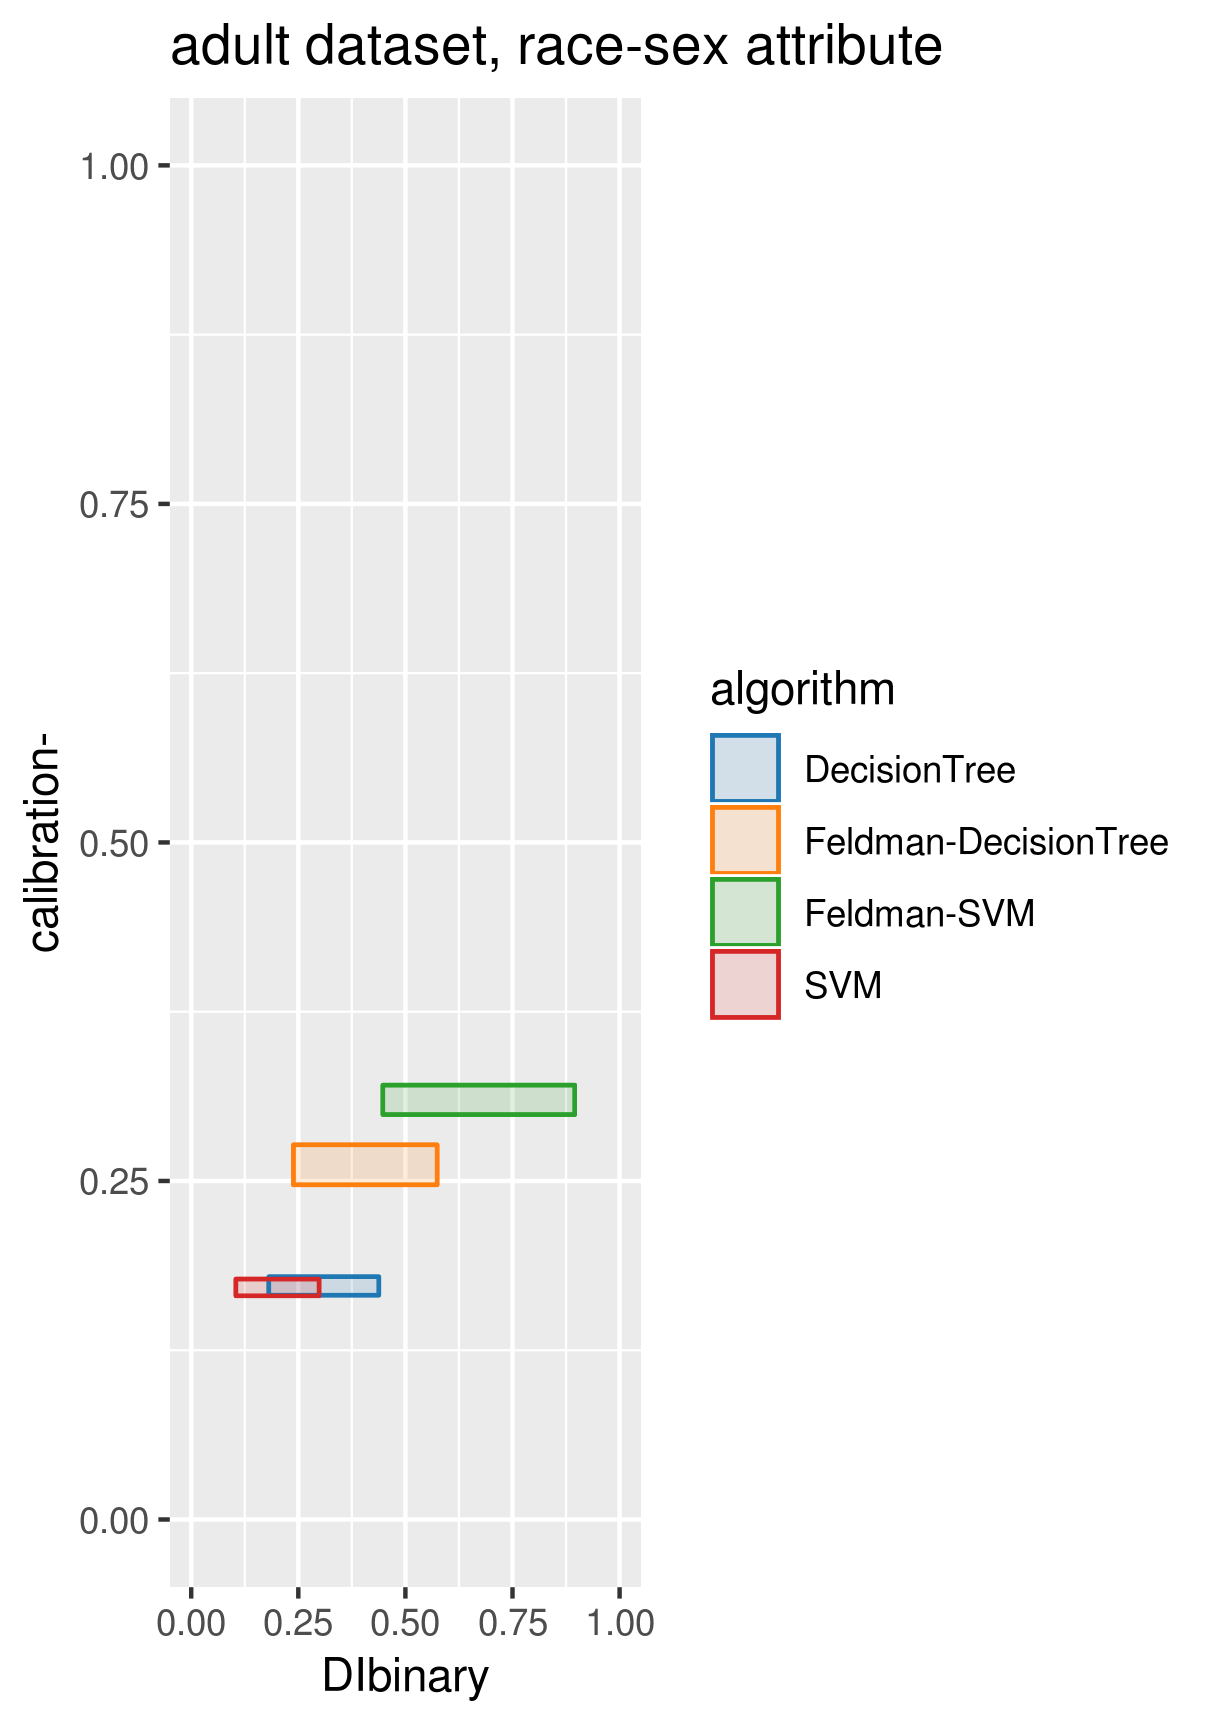 adult dataset, race-sex attribute
calibration-
1.00
0.75
0.50
0.25
0.00
0.00 0.25 0.50 0.75 1.00
DIbinary
algorithm
DecisionTree
Feldman-DecisionTree
Feldman-SVM
SVM